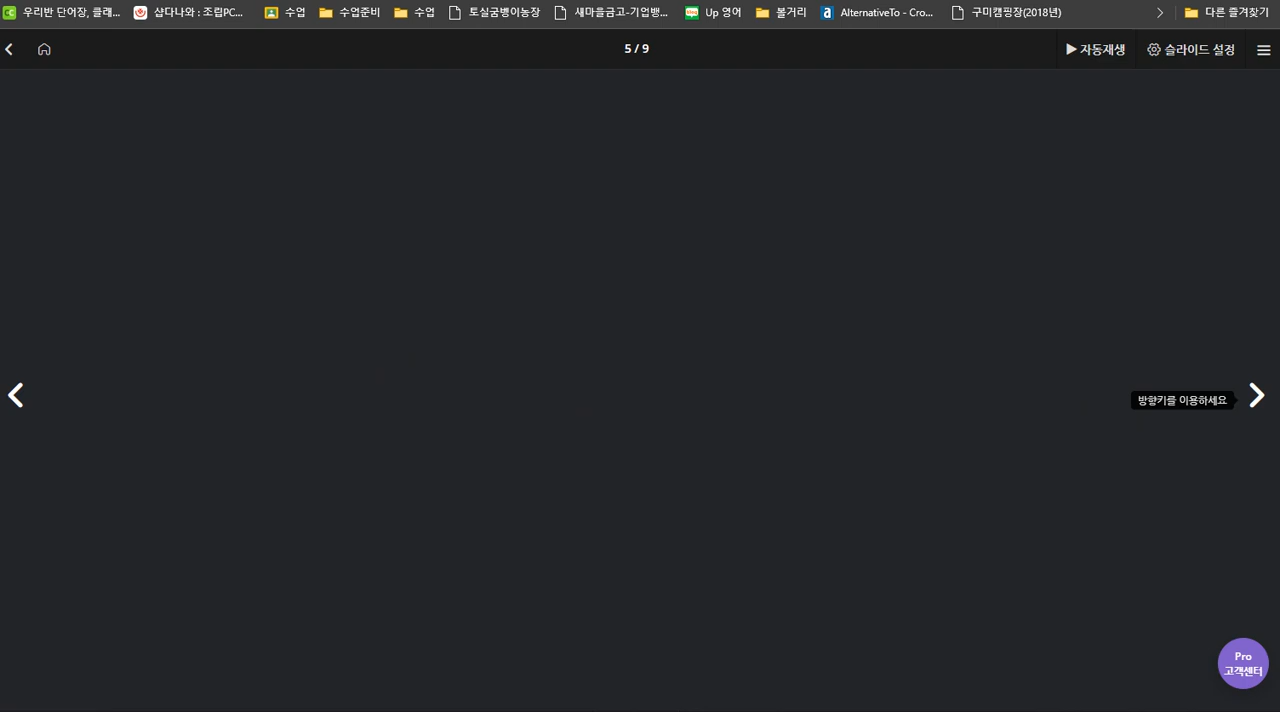 우리반 단어장, 클래... 샵다나와 : 조립PC... 수업 수업준비 수업 토실굼벵이농장 새마을금고-기업뱅... Up 영어 볼거리 AlternativeTo - Cro... 구미캠핑장(2018년) 다른 즐겨찾기
5 / 9 자동재생 슬라이드 설정
방향키를 이용하세요
Pro
고객센터